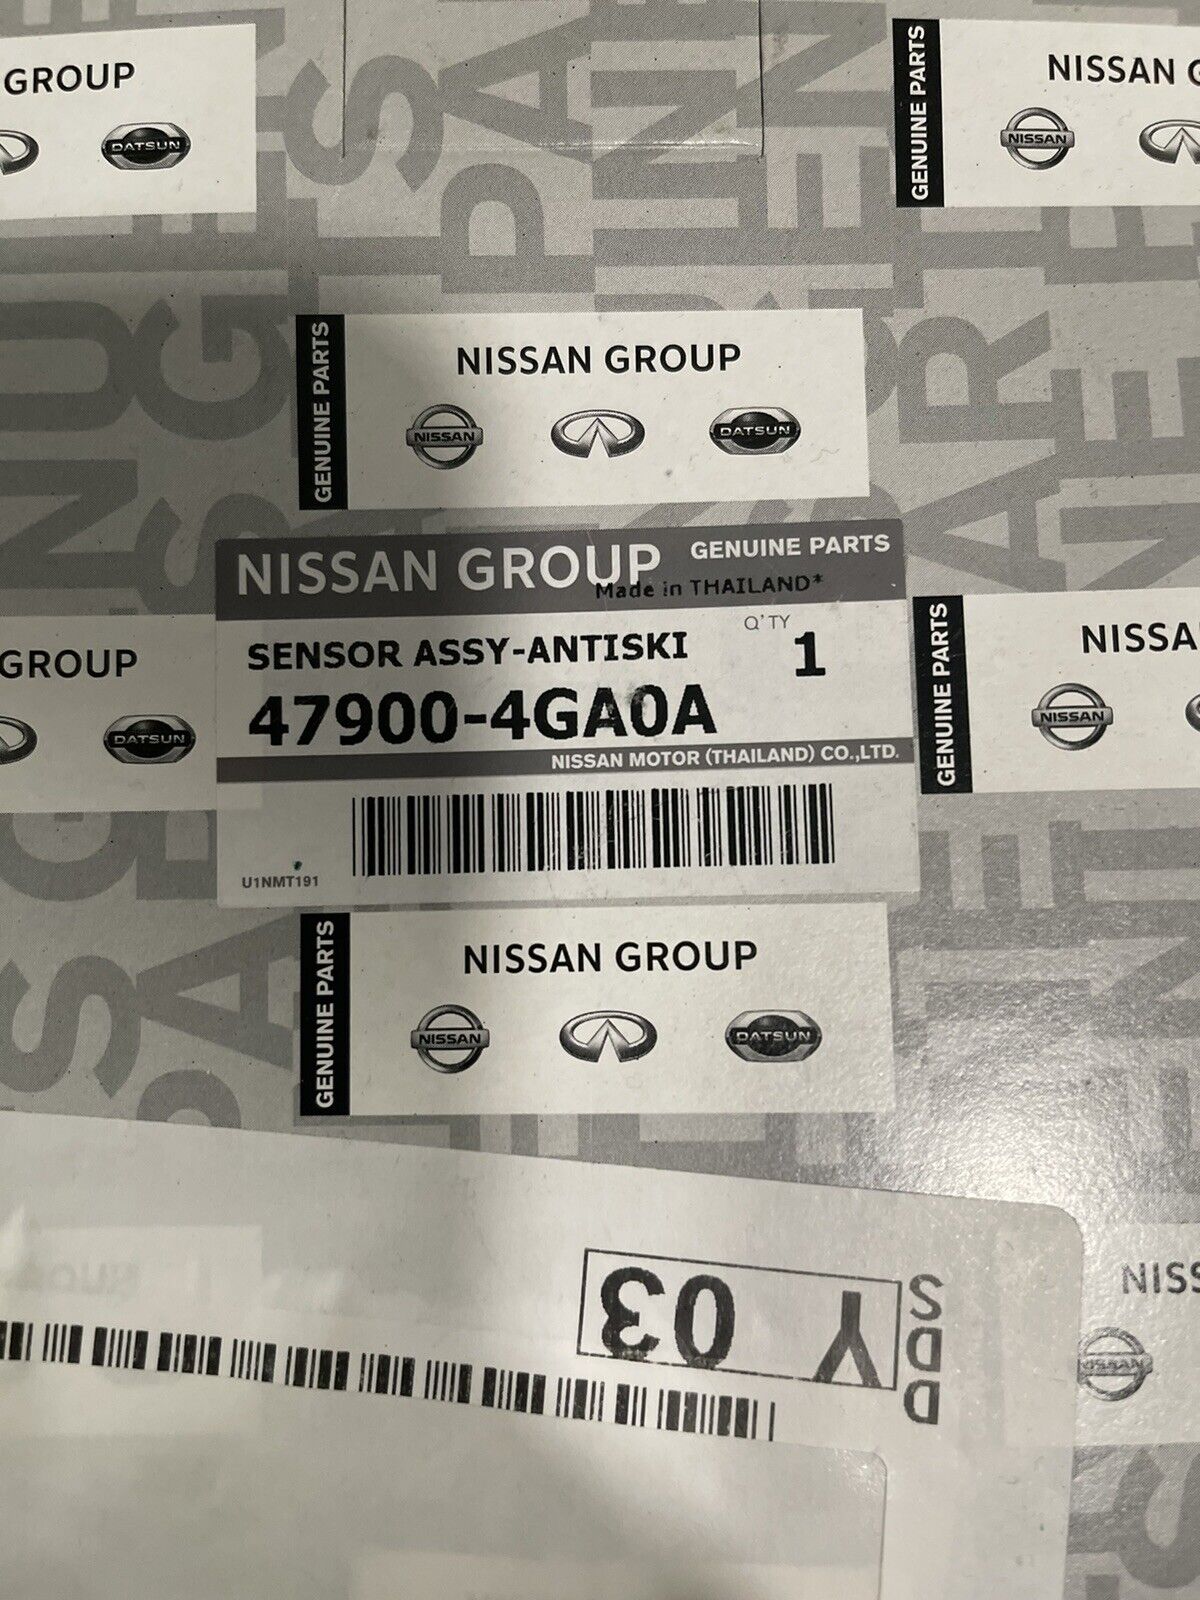 GROUP
DATSUN
GENUINE PARTS
NISSAN G
NISSAN
GENUINE PARTS
NISSAN GROUP
NISSAN
DATSUN
NISSAN GROUP
GENUINE PARTS
Made in THAILAND*
SENSOR ASSY-ANTISKI
Q'TY
1
47900-4GA0A
NISSAN MOTOR (THAILAND) CO.,LTD.
U1NMT191
GROUP
DATSUN
GENUINE PARTS
NISSA
NISSAN
GENUINE PARTS
NISSAN GROUP
NISSAN
DATSUN
NISS
NISSAN
Y 03
DDS